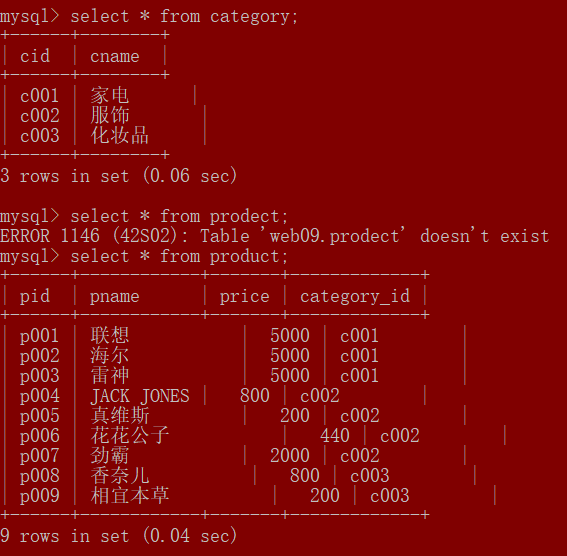 mysql> select * from category;
+------+--------+
| cid  | cname  |
+------+--------+
| c001 | 家电      |
| c002 | 服饰       |
| c003 | 化妆品     |
+------+--------+
3 rows in set (0.06 sec)

mysql> select * from prodect;
ERROR 1146 (42S02): Table 'web09.prodect' doesn't exist
mysql> select * from product;
+------+------------+-------+-------------+
| pid  | pname      | price | category_id |
+------+------------+-------+-------------+
| p001 | 联想           |  5000 | c001        |
| p002 | 海尔           |  5000 | c001        |
| p003 | 雷神           |  5000 | c001        |
| p004 | JACK JONES |   800 | c002        |
| p005 | 真维斯         |   200 | c002        |
| p006 | 花花公子           |   440 | c002        |
| p007 | 劲霸           |  2000 | c002        |
| p008 | 香奈儿          |   800 | c003        |
| p009 | 相宜本草          |   200 | c003        |
+------+------------+-------+-------------+
9 rows in set (0.04 sec)